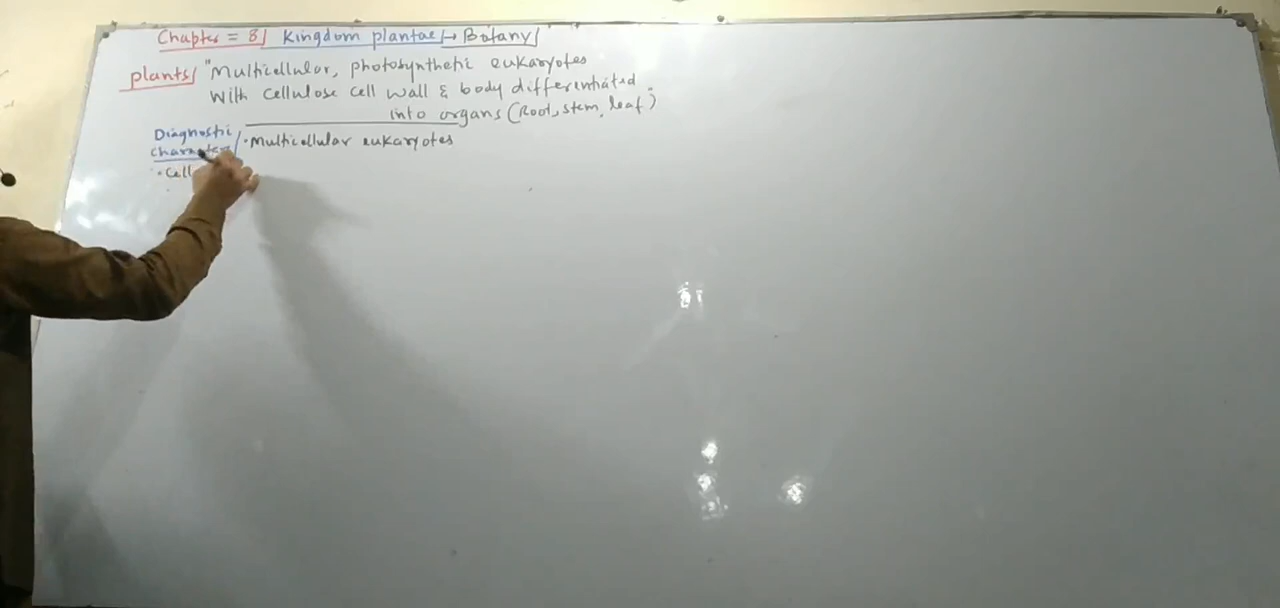 Chapter = 8/ Kingdom plantae/→ Botany/
plants/ "Multicellular, photosynthetic eukaryotes
With cellulose cell wall & body differentiated
into organs (Root, stem, leaf)"
Diagnostic
characters/ • Multicellular eukaryotes
• Cell